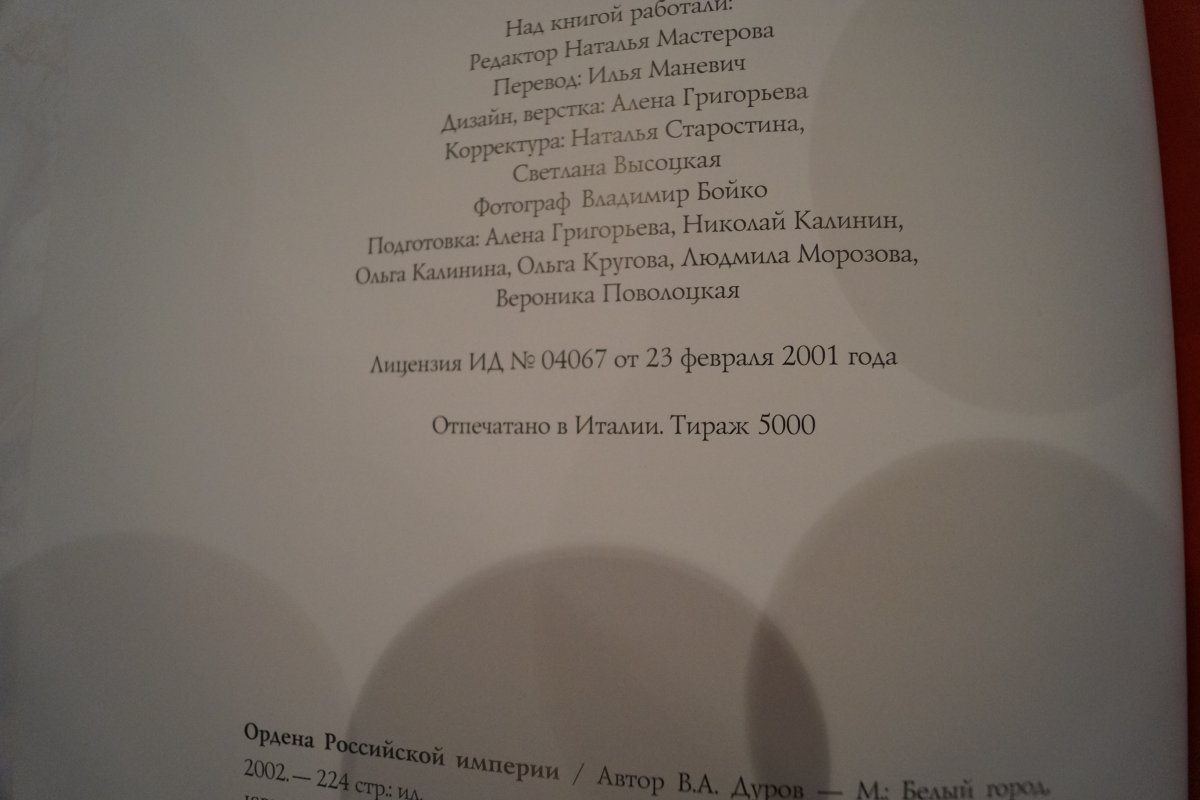 Над книгой работали:
Редактор Наталья Мастерова
Перевод: Илья Маневич
Дизайн, верстка: Алена Григорьева
Корректура: Наталья Старостина,
Светлана Высоцкая
Фотограф Владимир Бойко
Подготовка: Алена Григорьева, Николай Калинин,
Ольга Калинина, Ольга Кругова, Людмила Морозова,
Вероника Поволоцкая
Лицензия ИД № 04067 от 23 февраля 2001 года
Отпечатано в Италии. Тираж 5000
Ордена Российской империи / Автор В.А. Дуров — М.: Белый город,
2002.— 224 стр.: ил.